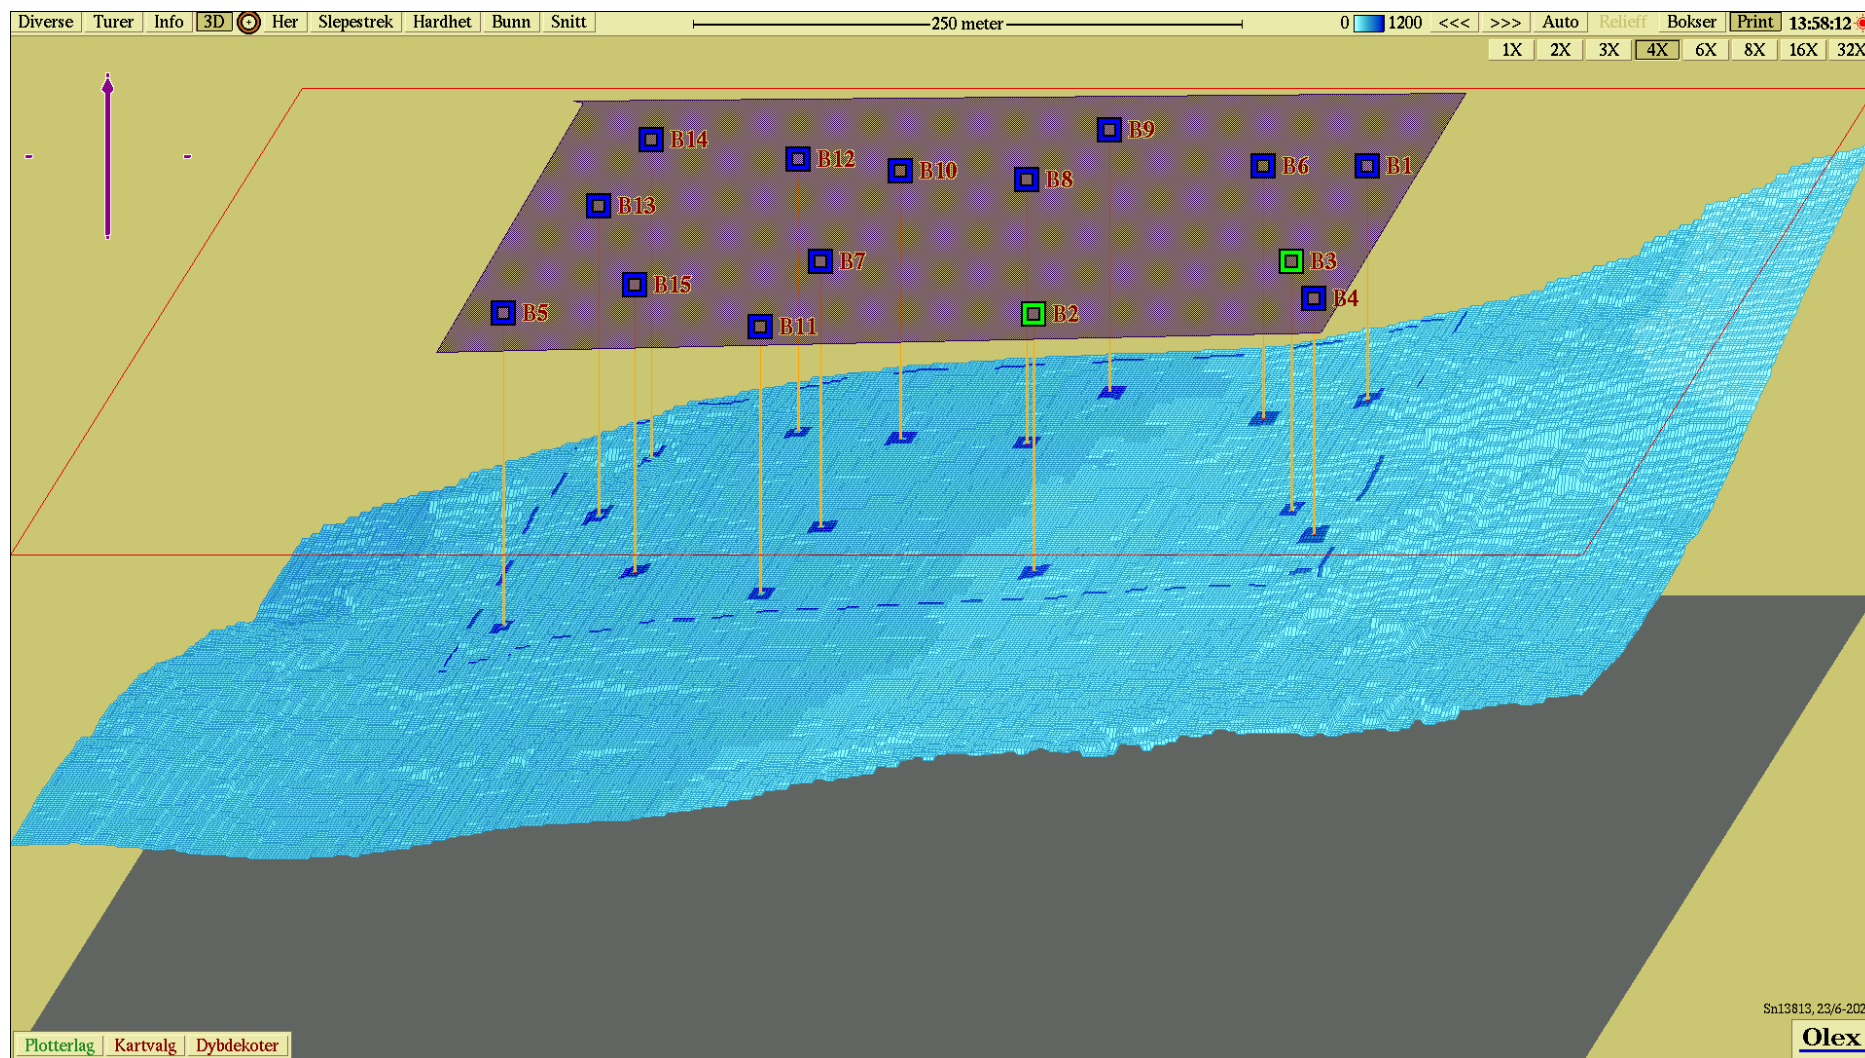 Diverse Turer Info 3D Her Slepestrek Hardhet Bunn Snitt 250 meter 0 1200 <<< >>> Auto Relieff Bokser Print 13:58:12
1X 2X 3X 4X 6X 8X 16X 32X
B9
B14
B12
B10
B8
B6
B1
B13
B7
B3
B15
B4
B5
B11
B2
Sn13813, 23/6-202
Plotterlag Kartvalg Dybdekoter
Olex